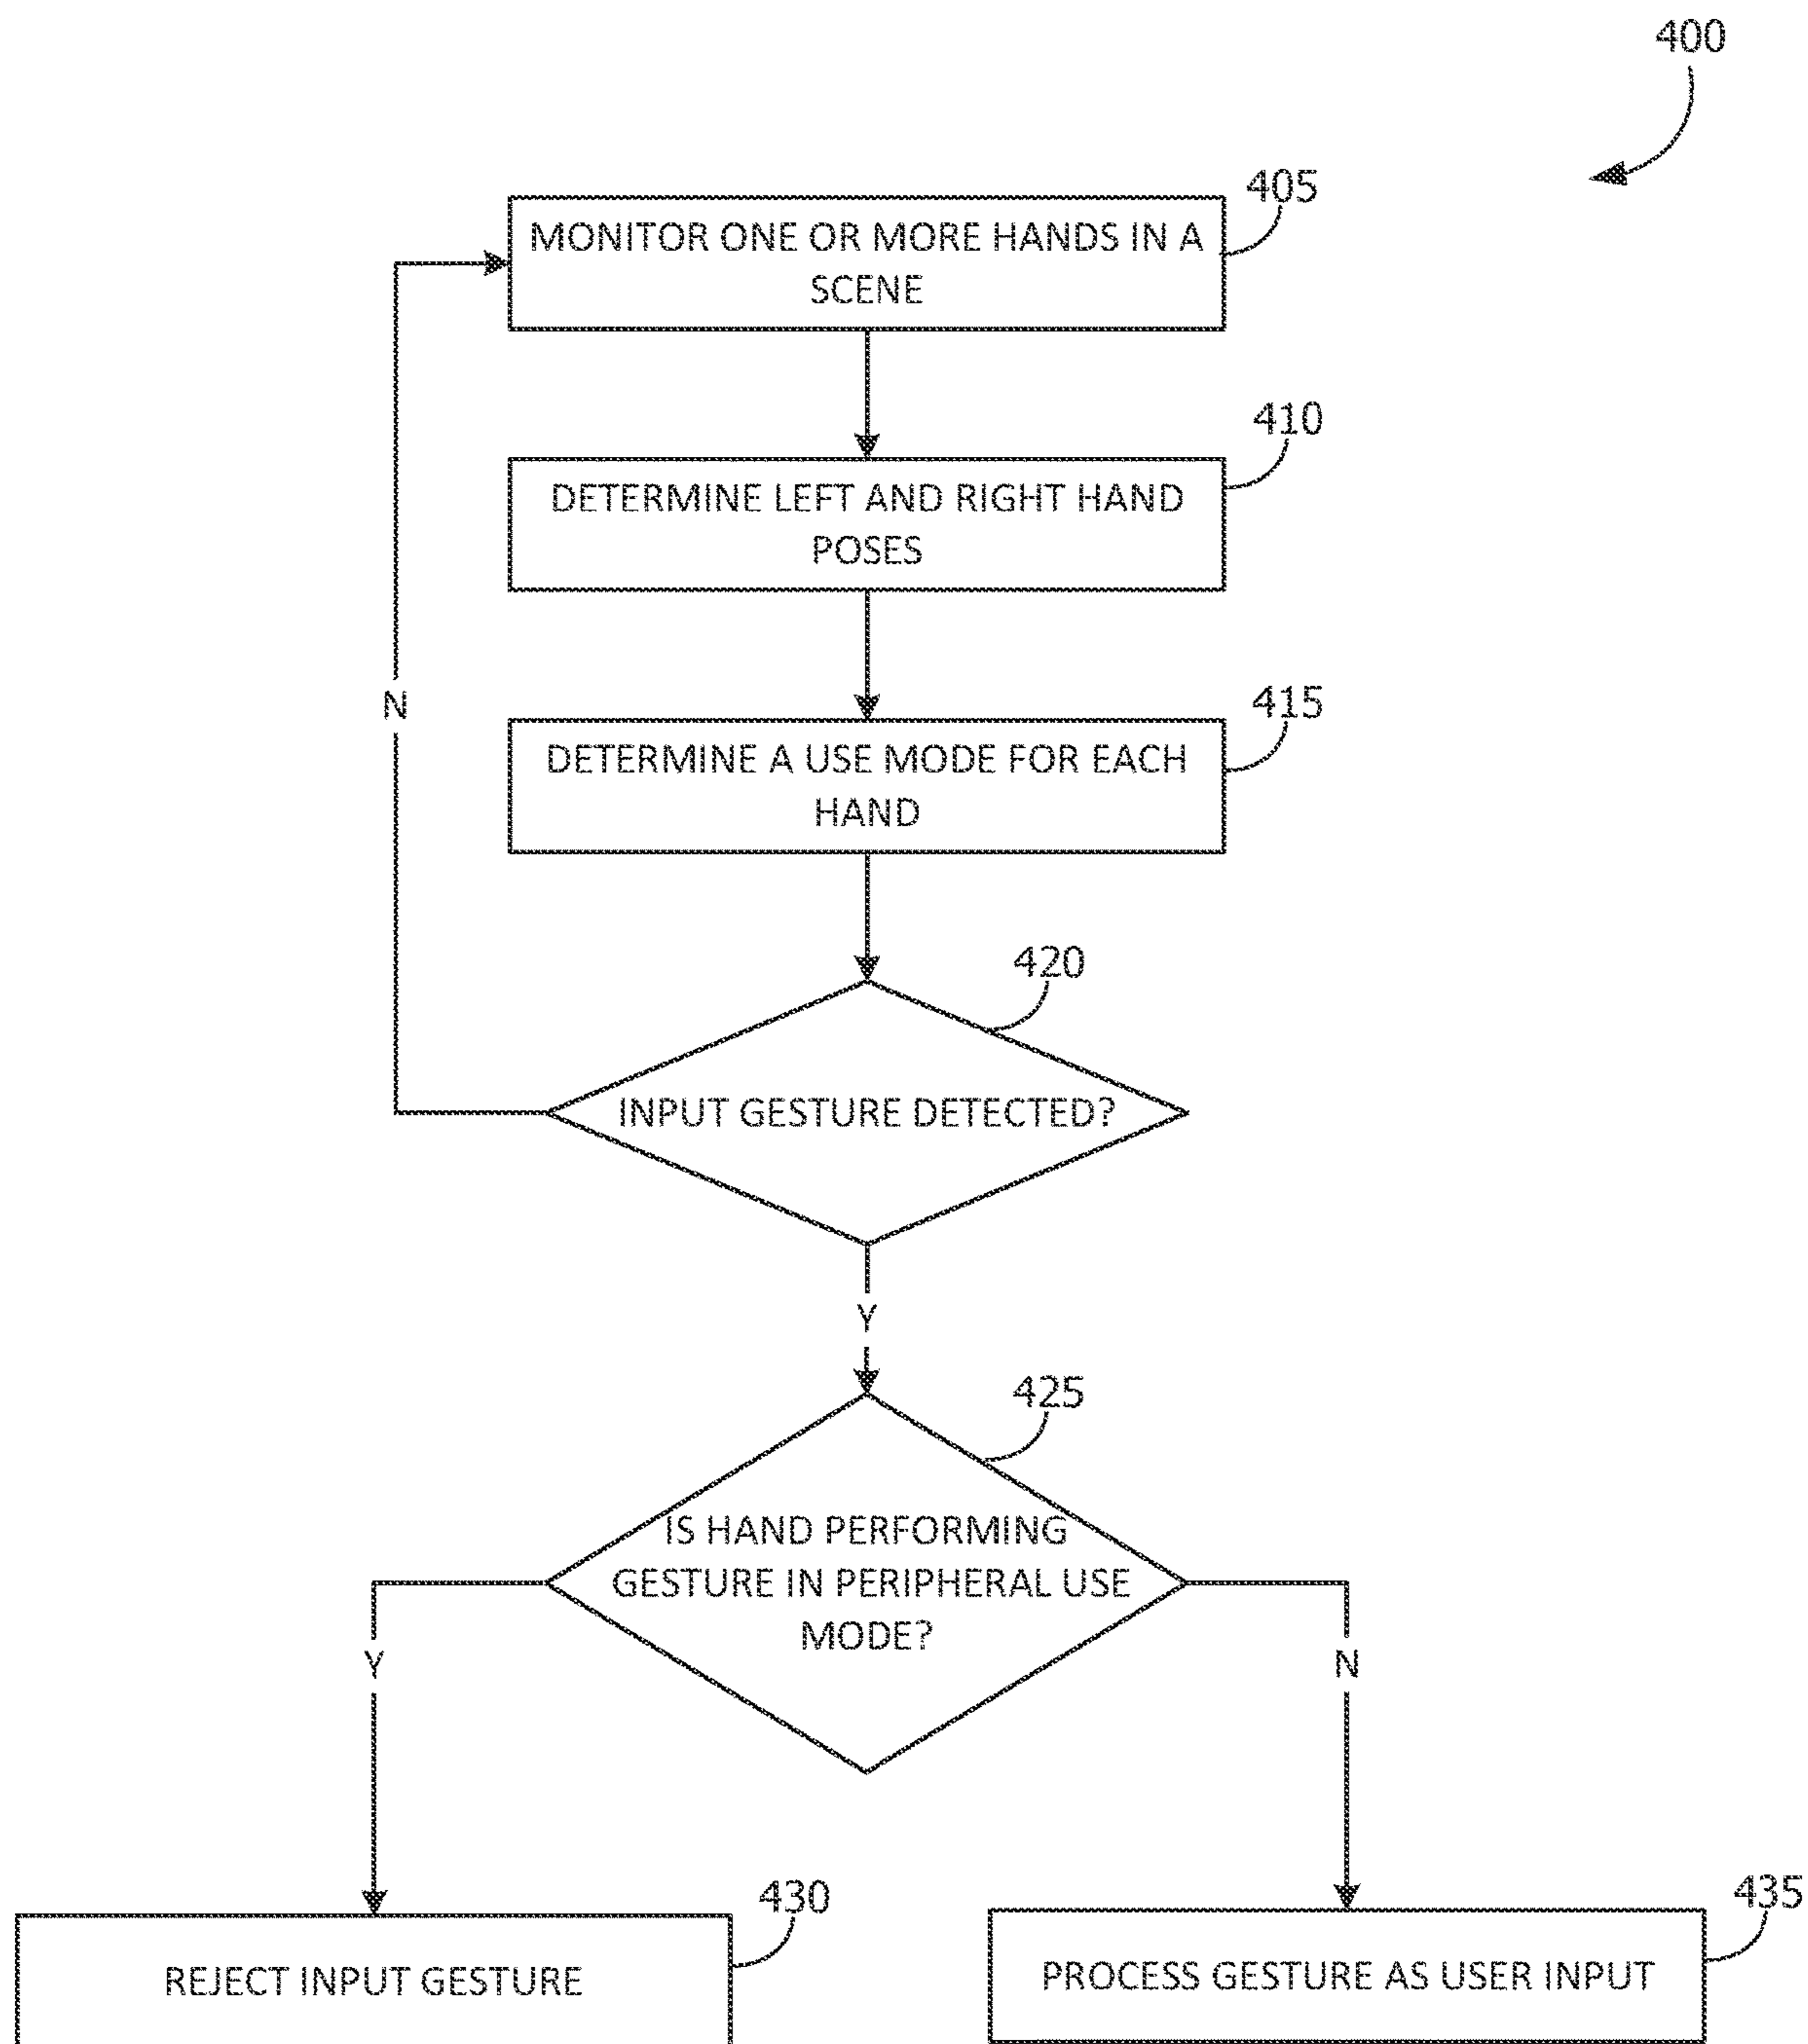 400
405
MONITOR ONE OR MORE HANDS IN A
SCENE
410
DETERMINE LEFT AND RIGHT HAND
POSES
N
415
DETERMINE A USE MODE FOR EACH
HAND
420
INPUT GESTURE DETECTED?
Y
425
IS HAND PERFORMING
GESTURE IN PERIPHERAL USE
MODE?
Y
N
430
REJECT INPUT GESTURE
435
PROCESS GESTURE AS USER INPUT